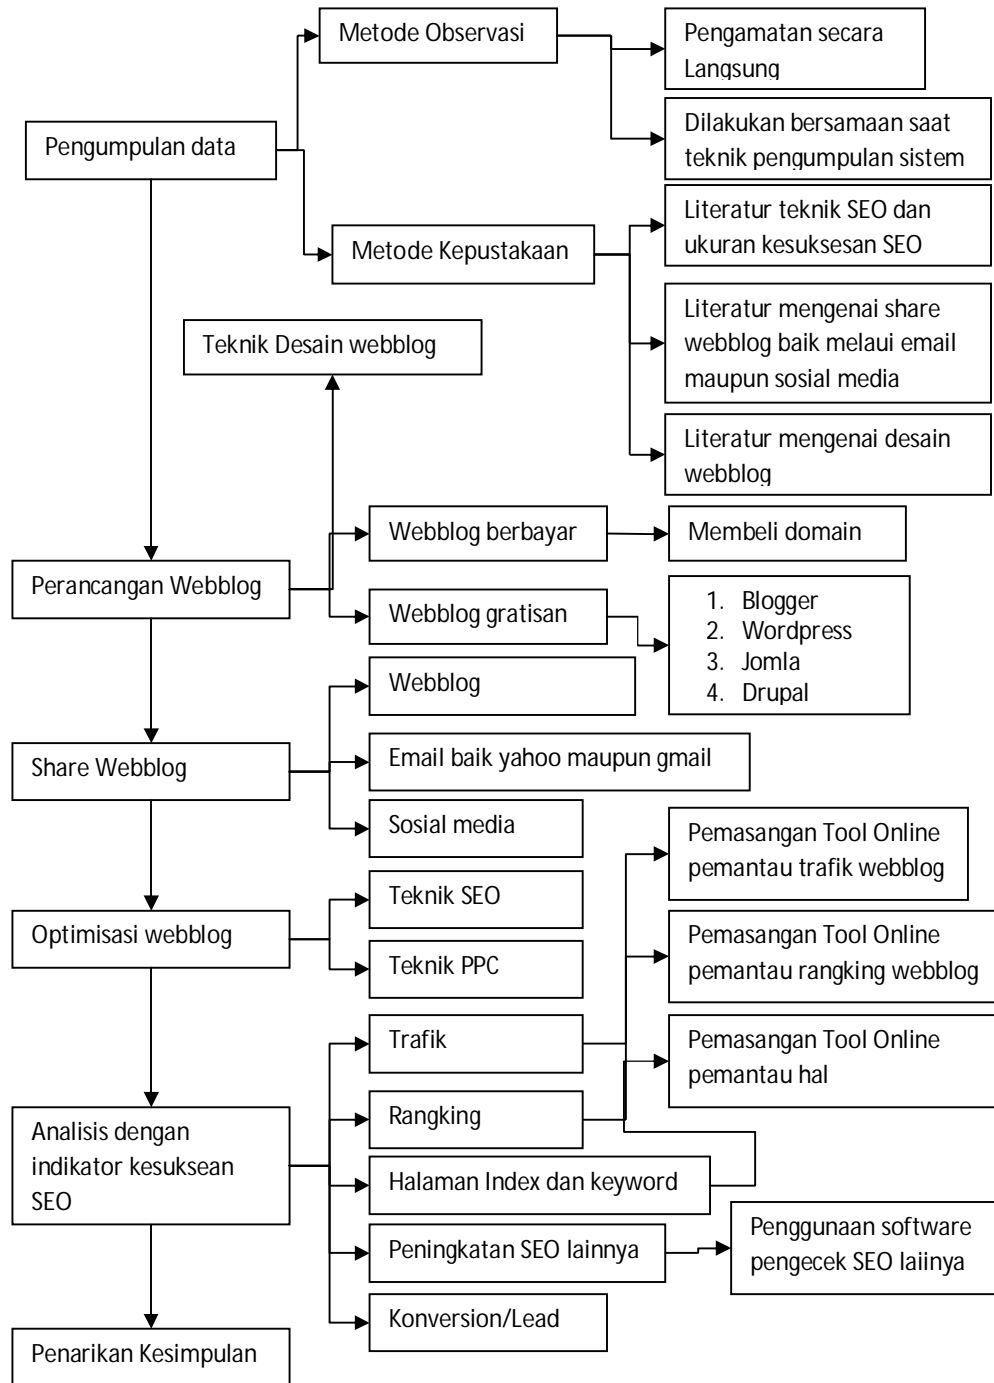 Metode Observasi
Pengamatan secara
Langsung
Pengumpulan data
Dilakukan bersamaan saat
teknik pengumpulan sistem
Metode Kepustakaan
Literatur teknik SEO dan
ukuran kesuksesan SEO
Literatur mengenai share
webblog baik melaui email
maupun sosial media
Teknik Desain webblog
Literatur mengenai desain
webblog
Perancangan Webblog
Webblog berbayar
Membeli domain
Webblog gratisan
1. Blogger
2. Wordpress
3. Jomla
4. Drupal
Share Webblog
Webblog
Email baik yahoo maupun gmail
Sosial media
Optimisasi webblog
Teknik SEO
Teknik PPC
Pemasangan Tool Online
pemantau trafik webblog
Pemasangan Tool Online
pemantau rangking webblog
Pemasangan Tool Online
pemantau hal
Analisis dengan
indikator kesuksean
SEO
Trafik
Rangking
Halaman Index dan keyword
Peningkatan SEO lainnya
Penggunaan software
pengecek SEO laiinya
Konversion/Lead
Penarikan Kesimpulan